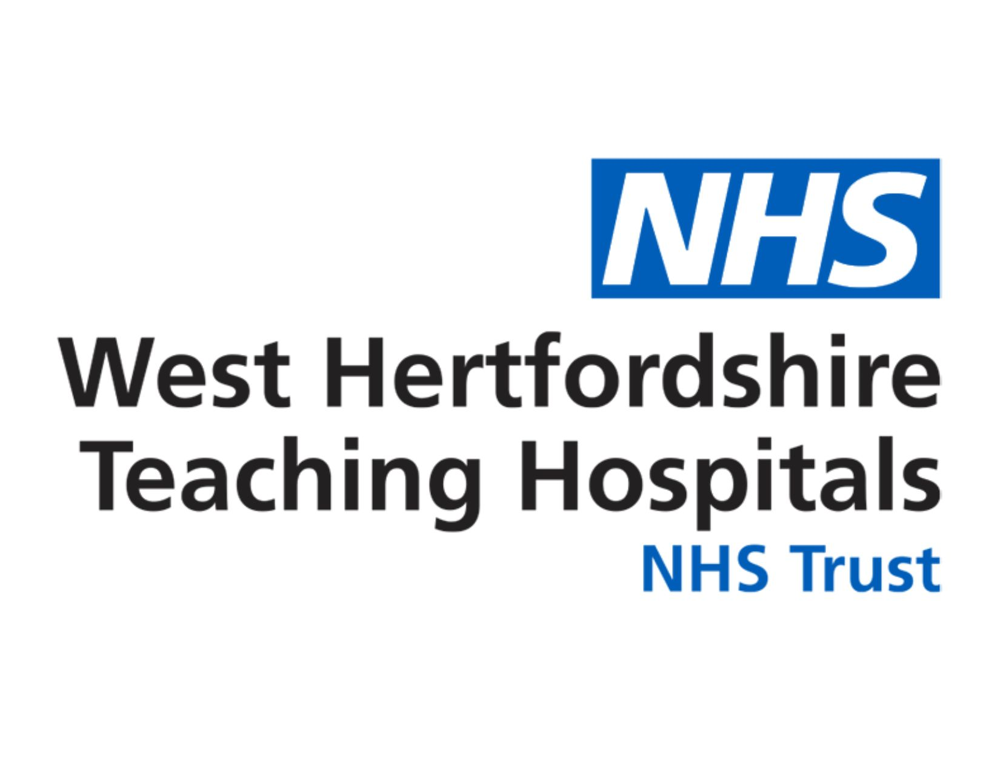 NHS
West Hertfordshire
Teaching Hospitals
NHS Trust